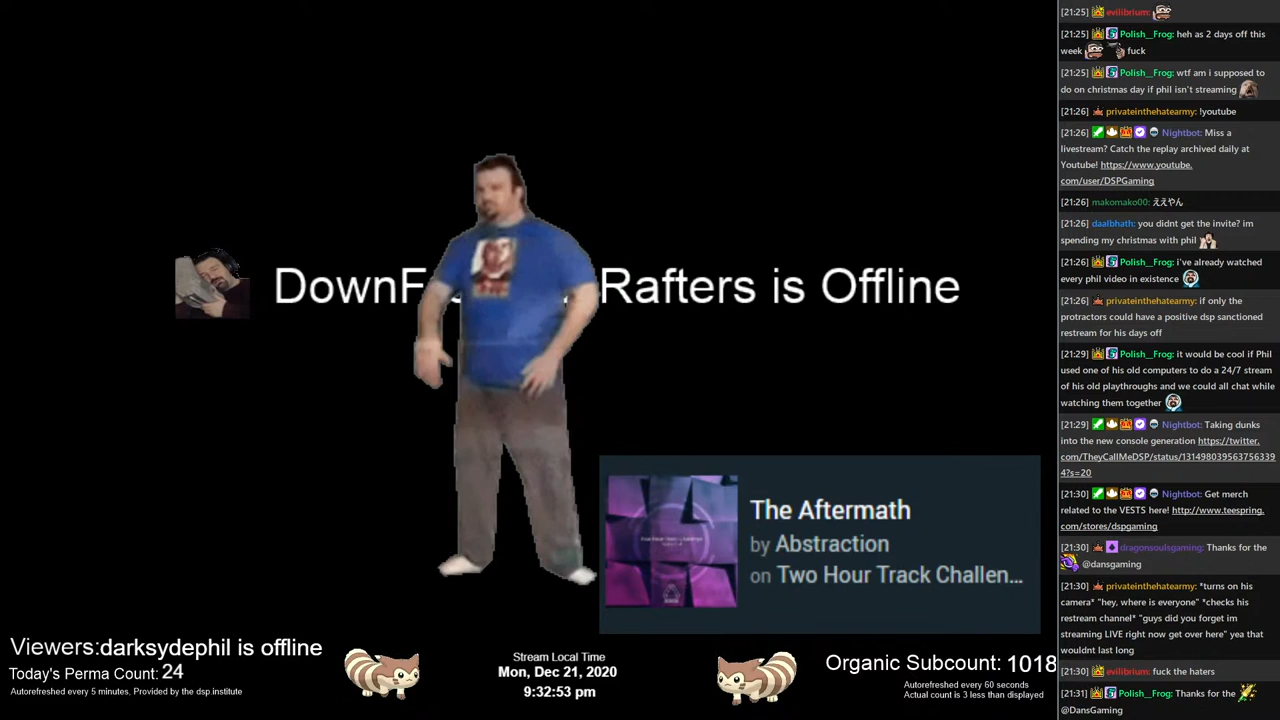 DownF Rafters is Offline
The Aftermath
by Abstraction
on Two Hour Track Challen...
Viewers:darksydephil is offline
Today's Perma Count: 24
Autorefreshed every 5 minutes, Provided by the dsp institute
Stream Local Time
Mon, Dec 21, 2020
9:32:53 pm
Organic Subcount: 1018
Autorefreshed every 60 seconds
Actual count is 3 less than displayed
[21:25] evilibrium:
[21:25] Polish__Frog: heh as 2 days off this
week fuck
[21:25] Polish__Frog: wtf am i supposed to
do on christmas day if phil isn't streaming
[21:26] privateinthehatearmy: !youtube
[21:26] Nightbot: Miss a
livestream? Catch the replay archived daily at
Youtube! https://www.youtube.
com/user/DSPGaming
[21:26] makomako00: ええやん
[21:26] daalbhath: you didnt get the invite? im
spending my christmas with phil
[21:26] Polish__Frog: i've already watched
every phil video in existence
[21:26] privateinthehatearmy: if only the
protractors could have a positive dsp sanctioned
restream for his days off
[21:29] Polish__Frog: it would be cool if Phil
used one of his old computers to do a 24/7 stream
of his old playthroughs and we could all chat while
watching them together
[21:29] Nightbot: Taking dunks
into the new console generation https://twitter.
com/TheyCallMeDSP/status/131498039563756339
4?s=20
[21:30] Nightbot: Get merch
related to the VESTS here! http://www.teespring.
com/stores/dspgaming
[21:30] dragonsoulsgaming: Thanks for the
@dansgaming
[21:30] privateinthehatearmy: *turns on his
camera* "hey, where is everyone" *checks his
restream channel* "guys did you forget im
streaming LIVE right now get over here" yea that
wouldnt last long
[21:30] evilibrium: fuck the haters
[21:31] Polish__Frog: Thanks for the
@DansGaming